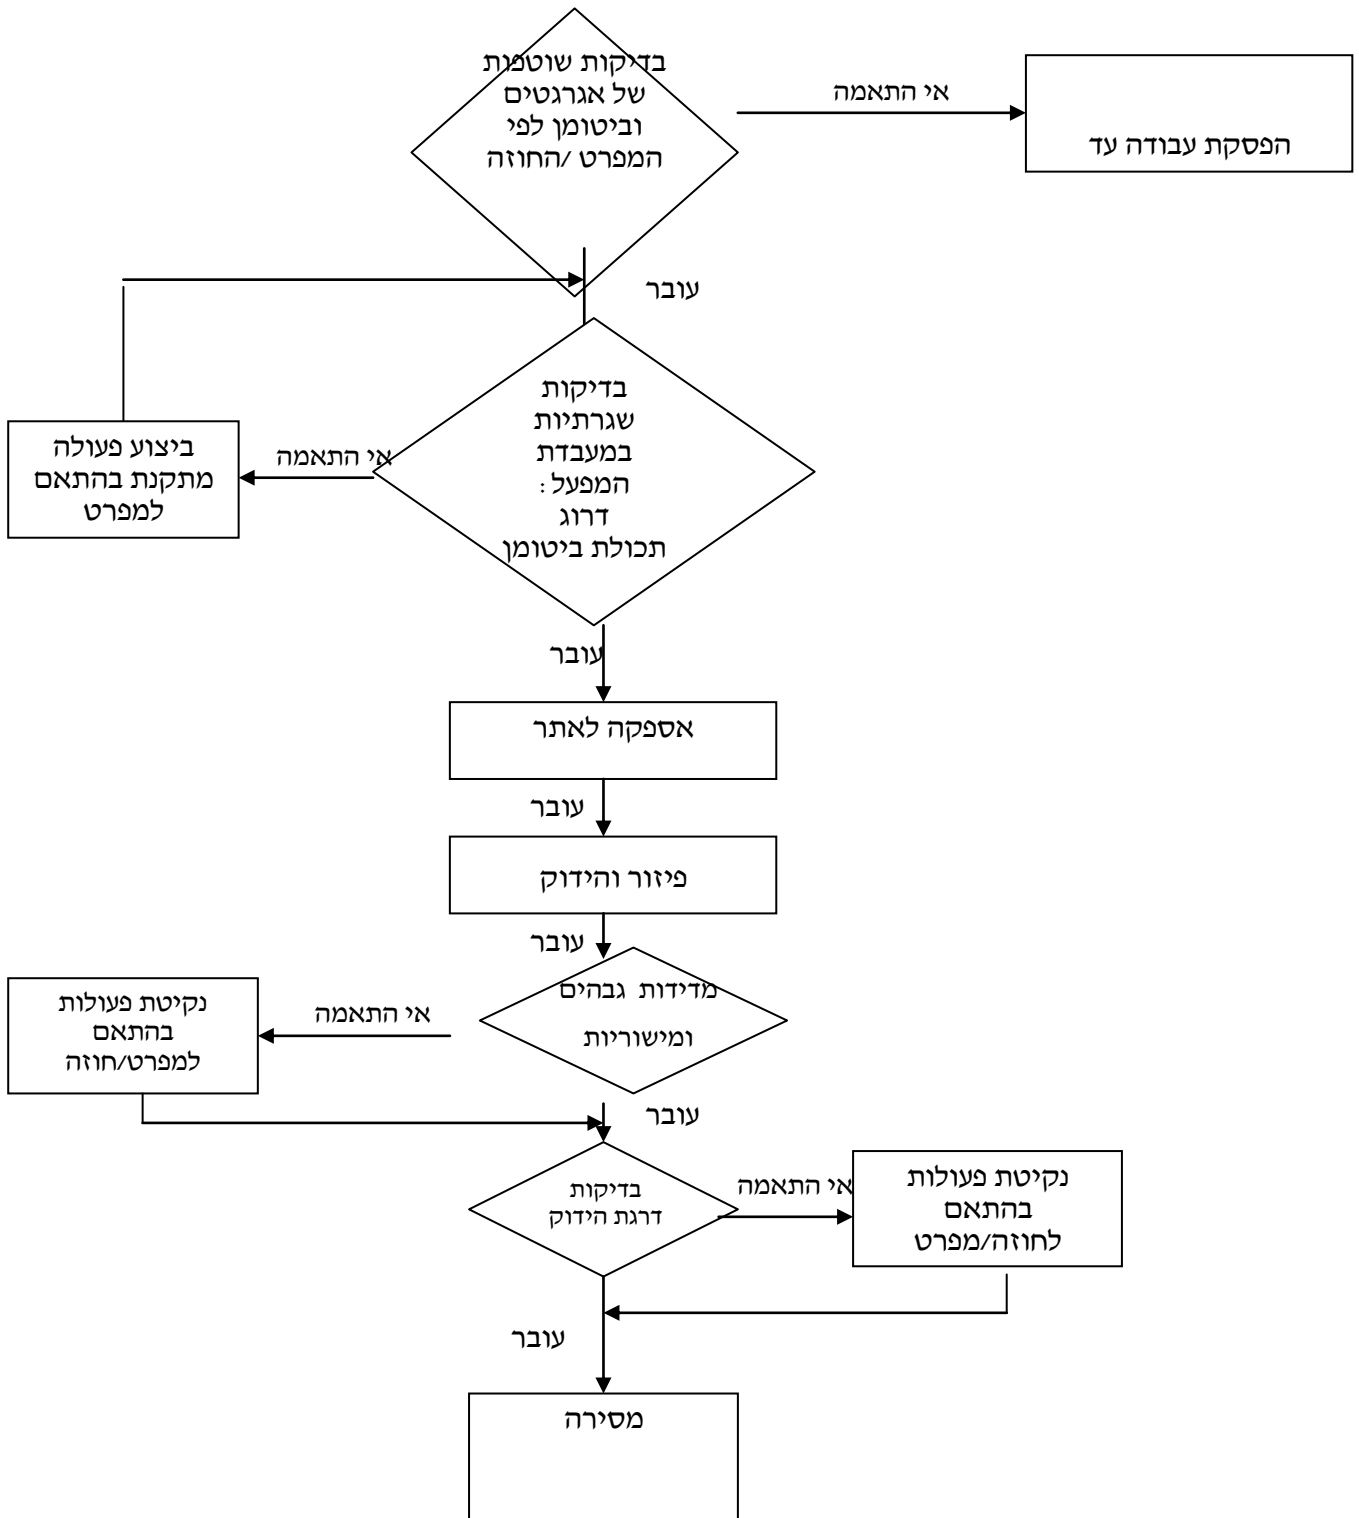 בדיקות שוטפות
של אגרגטים
וביטומן לפי
המפרט /החוזה
אי התאמה
הפסקת עבודה עד
עובר
בדיקות
שגרתיות
במעבדת
המפעל :
דרוג
תכולת ביטומן
אי התאמה
ביצוע פעולה
מתקנת בהתאם
למפרט
עובר
אספקה לאתר
עובר
פיזור והידוק
עובר
מדידות גבהים
ומישוריות
אי התאמה
נקיטת פעולות
בהתאם
למפרט/חוזה
עובר
בדיקות
דרגת הידוק
אי התאמה
נקיטת פעולות
בהתאם
לחוזה/מפרט
עובר
מסירה